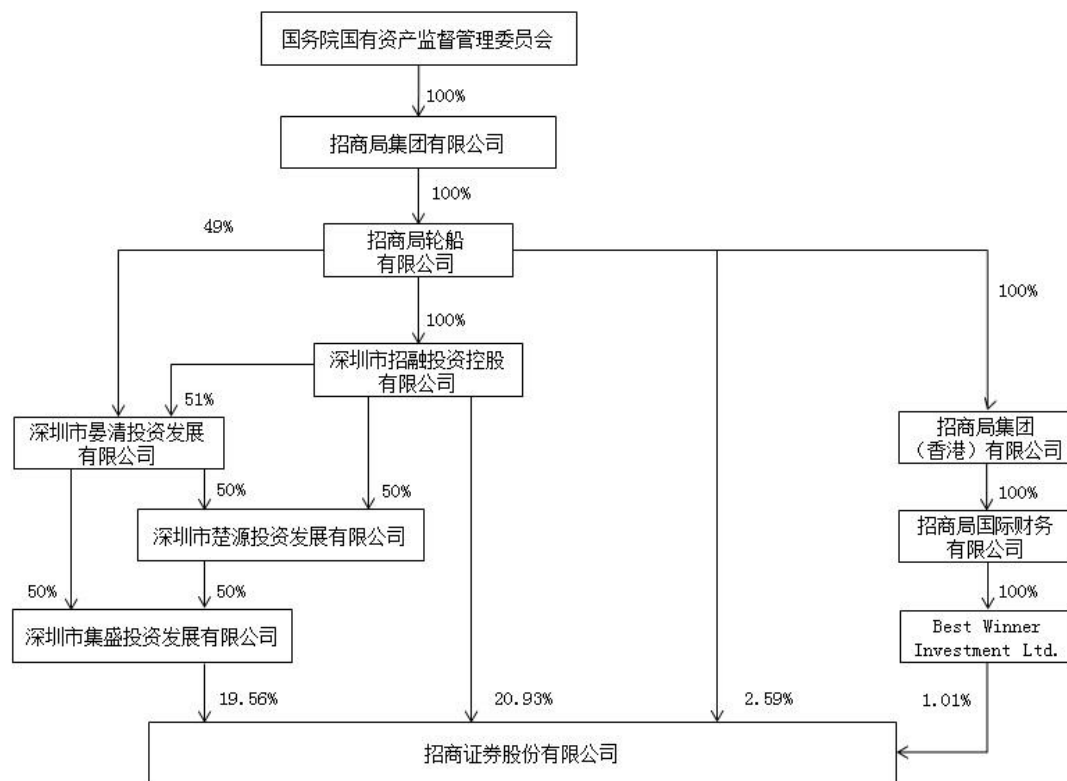 国务院国有资产监督管理委员会
100%
招商局集团有限公司
100%
49%
招商局轮船
有限公司
100%
100%
深圳市招融投资控股
有限公司
51%
深圳市晏清投资发展
有限公司
招商局集团
（香港）有限公司
50%
50%
100%
深圳市楚源投资发展有限公司
招商局国际财务
有限公司
50%
50%
100%
深圳市集盛投资发展有限公司
Best Winner
Investment Ltd.
19.56%
20.93%
2.59%
1.01%
招商证券股份有限公司